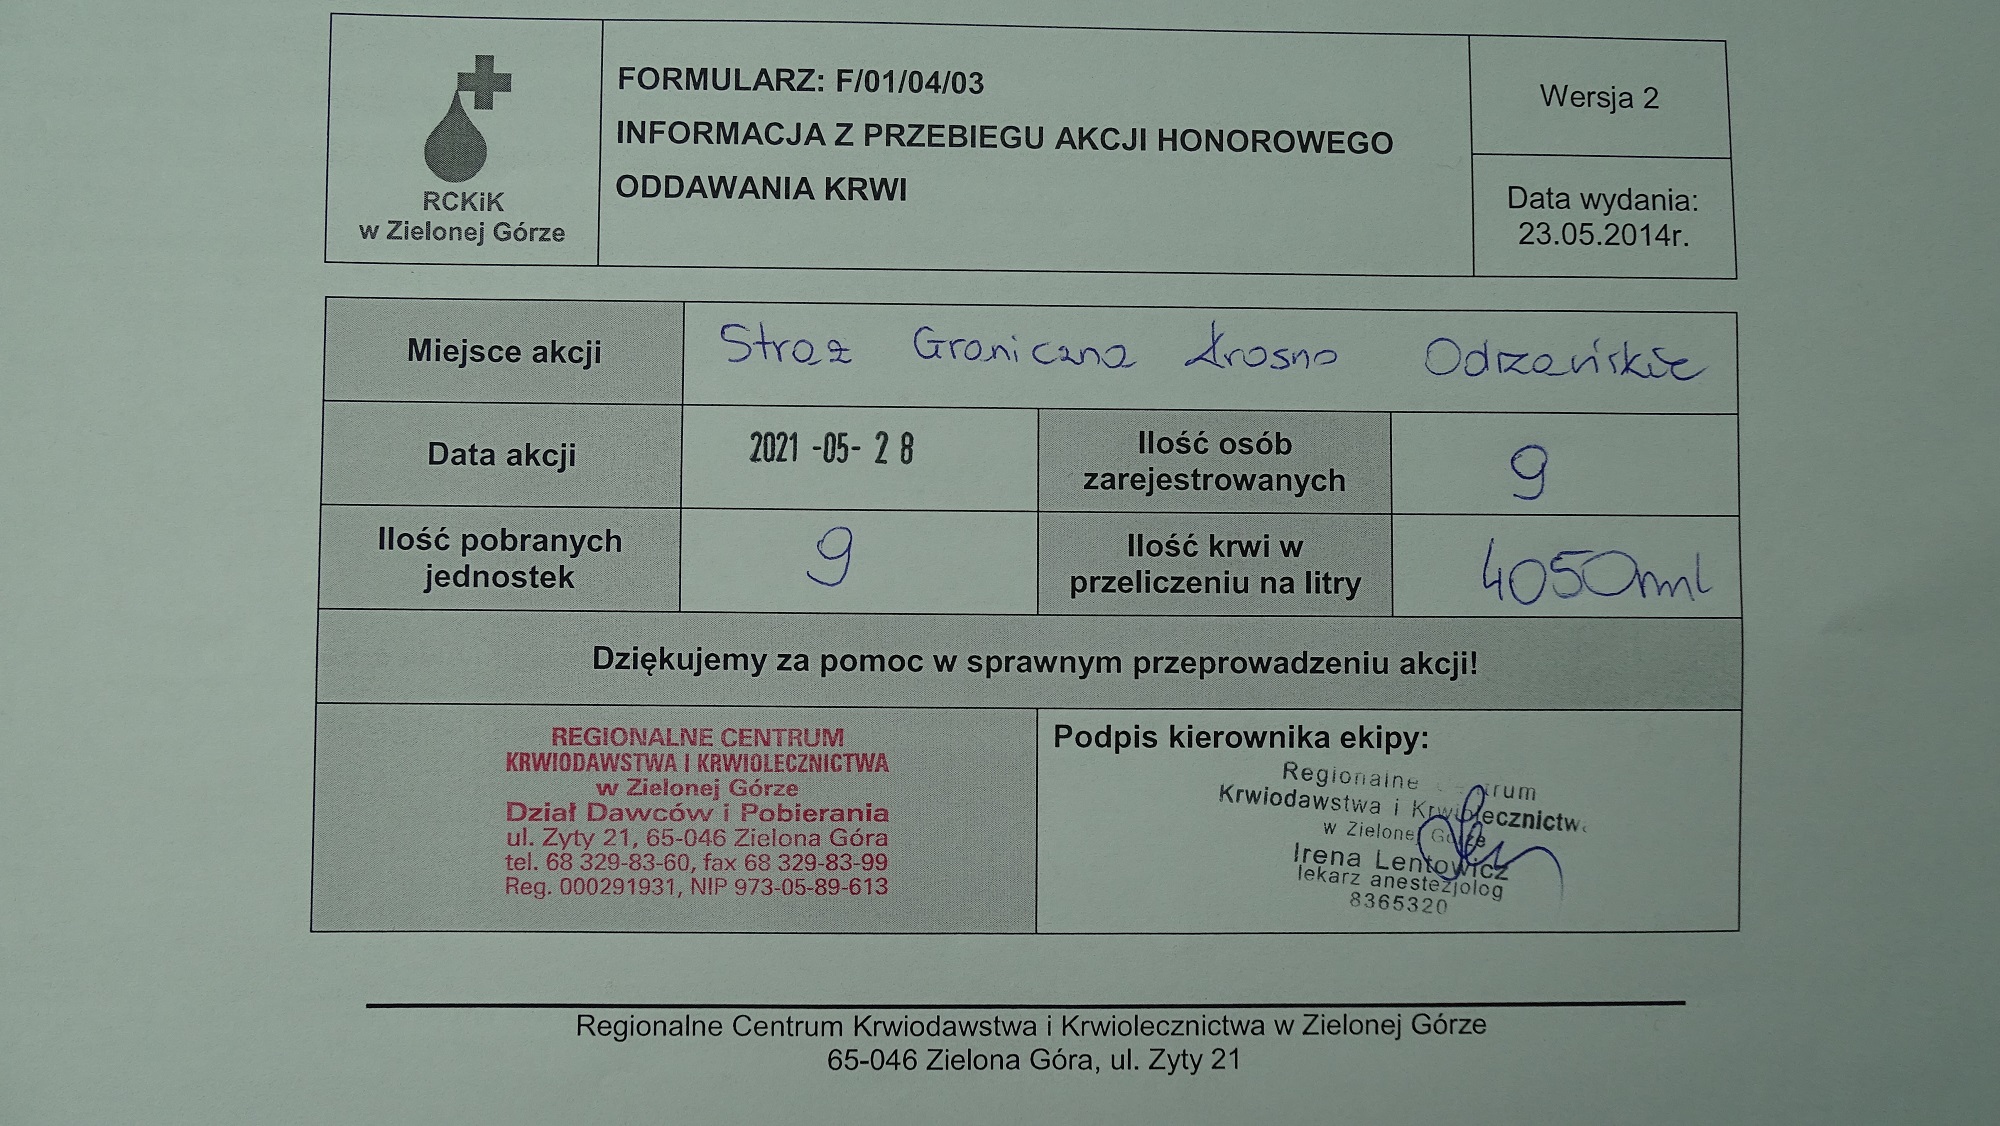 RCKiK
w Zielonej Górze
FORMULARZ: F/01/04/03
INFORMACJA Z PRZEBIEGU AKCJI HONOROWEGO
ODDAWANIA KRWI
Wersja 2
Data wydania:
23.05.2014r.
Miejsce akcji
Straż Graniczna Krosno Odrzańskie
Data akcji
2021-05-28
Ilość osób
zarejestrowanych
9
Ilość pobranych
jednostek
9
Ilość krwi w
przeliczeniu na litry
4050ml
Dziękujemy za pomoc w sprawnym przeprowadzeniu akcji!
REGIONALNE CENTRUM
KRWIODAWSTWA I KRWIOLECZNICTWA
w Zielonej Górze
Dział Dawców i Pobierania
ul. Zyty 21, 65-046 Zielona Góra
tel. 68 329-83-60, fax 68 329-83-99
Reg. 000291931, NIP 973-05-89-613
Podpis kierownika ekipy:
Regionalne Centrum
Krwiodawstwa i Krwiolecznictwa
w Zielonej Górze
Irena Lentowicz
lekarz anestezjolog
8365320
Regionalne Centrum Krwiodawstwa i Krwiolecznictwa w Zielonej Górze
65-046 Zielona Góra, ul. Zyty 21